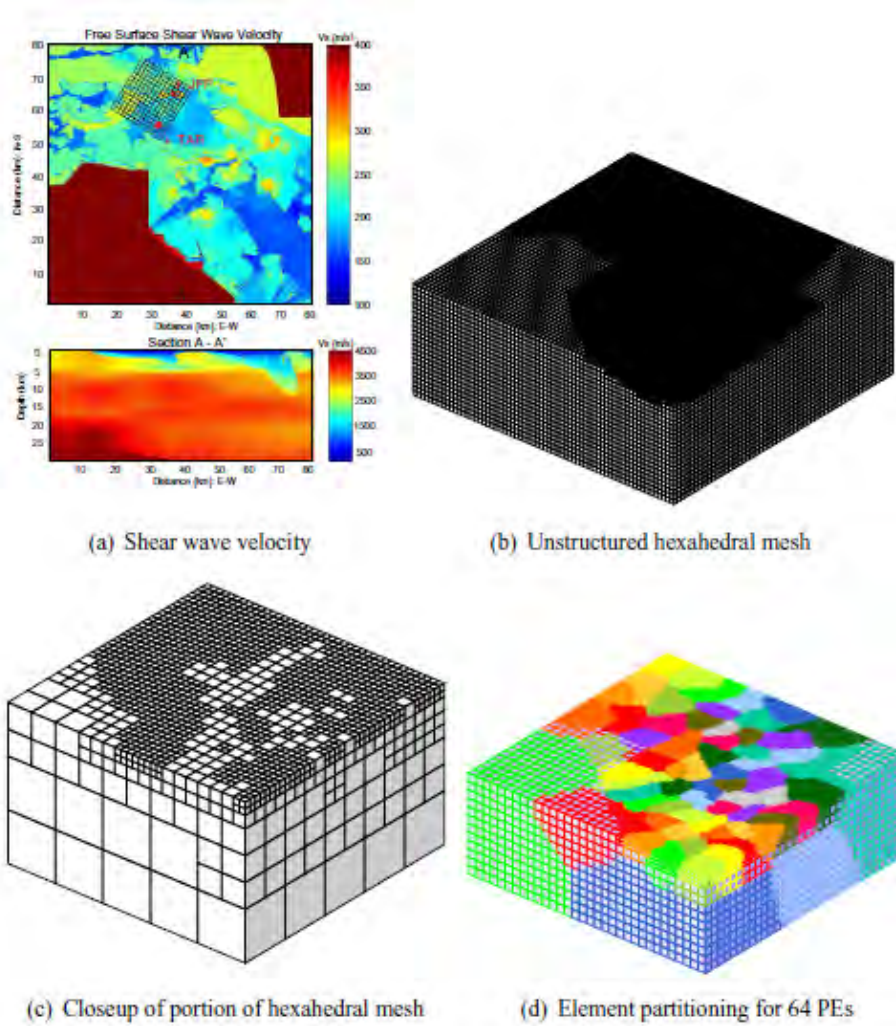 Free Surface Shear Wave Velocity
Vs (m/s)
80
70
60
50
40
30
20
10
Distance (km): N-S
400
350
300
250
200
10 20 30 40 50 60 70 80
Distance (km): E-W
Section A - A'
Vs (m/s)
5
10
15
20
25
Depth (km)
4500
3500
2500
1500
500
10 20 30 40 50 60 70 80
Distance (km): E-W
(a) Shear wave velocity
(b) Unstructured hexahedral mesh
(c) Closeup of portion of hexahedral mesh
(d) Element partitioning for 64 PEs